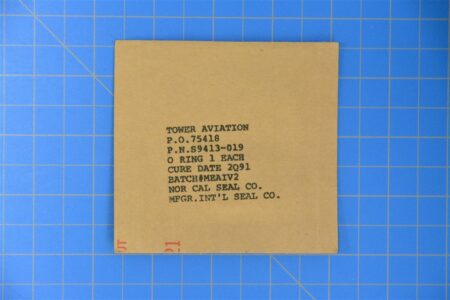 TOWER AVIATION
P.O.75418
P.N.S9413-019
O RING 1 EACH
CURE DATE 2Q91
BATCH#MEAIV2
NOR CAL SEAL CO.
MFGR.INT'L SEAL CO.